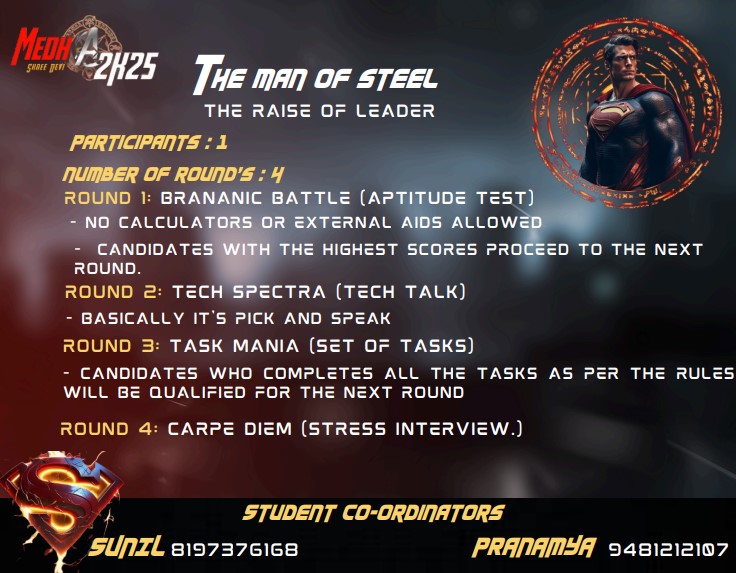 MEDHA
SHREE DEVI
2K25
THE MAN OF STEEL
THE RAISE OF LEADER
PARTICIPANTS : 1
NUMBER OF ROUND'S : 4
ROUND 1: BRANANIC BATTLE (APTITUDE TEST)
- NO CALCULATORS OR EXTERNAL AIDS ALLOWED
- CANDIDATES WITH THE HIGHEST SCORES PROCEED TO THE NEXT
ROUND.
ROUND 2: TECH SPECTRA (TECH TALK)
- BASICALLY IT'S PICK AND SPEAK
ROUND 3: TASK MANIA (SET OF TASKS)
- CANDIDATES WHO COMPLETES ALL THE TASKS AS PER THE RULES
WILL BE QUALIFIED FOR THE NEXT ROUND
ROUND 4: CARPE DIEM (STRESS INTERVIEW.)
STUDENT CO-ORDINATORS
SUNIL 8197376168 PRANAMYA 9481212107